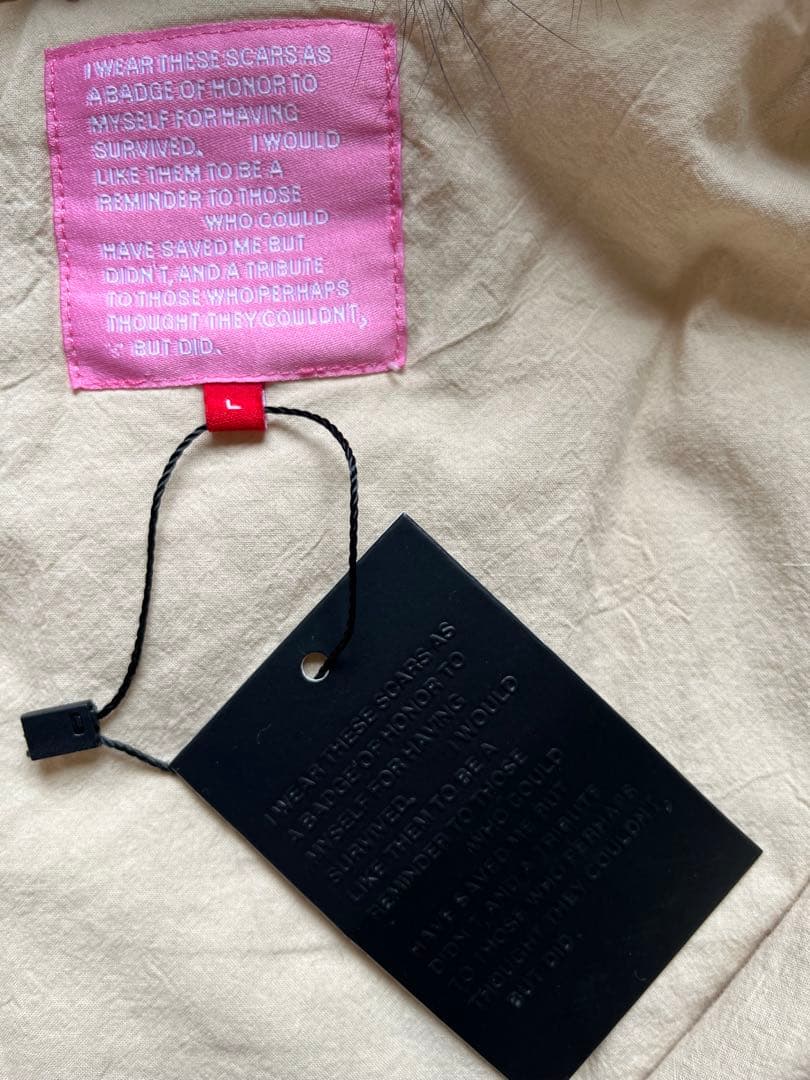 I WEAR THESE SCARS AS
A BADGE OF HONOR TO
MYSELF FOR HAVING
SURVIVED. I WOULD
LIKE THEM TO BE A
REMINDER TO THOSE
WHO COULD
HAVE SAVED ME BUT
DIDN'T, AND A TRIBUTE
TO THOSE WHO PERHAPS
THOUGHT THEY COULDN'T,
BUT DID.
L
I WEAR THESE SCARS AS
A BADGE OF HONOR TO
MYSELF FOR HAVING
SURVIVED. I WOULD
LIKE THEM TO BE A
REMINDER TO THOSE
WHO COULD
HAVE SAVED ME BUT
DIDN'T, AND A TRIBUTE
TO THOSE WHO PERHAPS
THOUGHT THEY COULDN'T,
BUT DID.